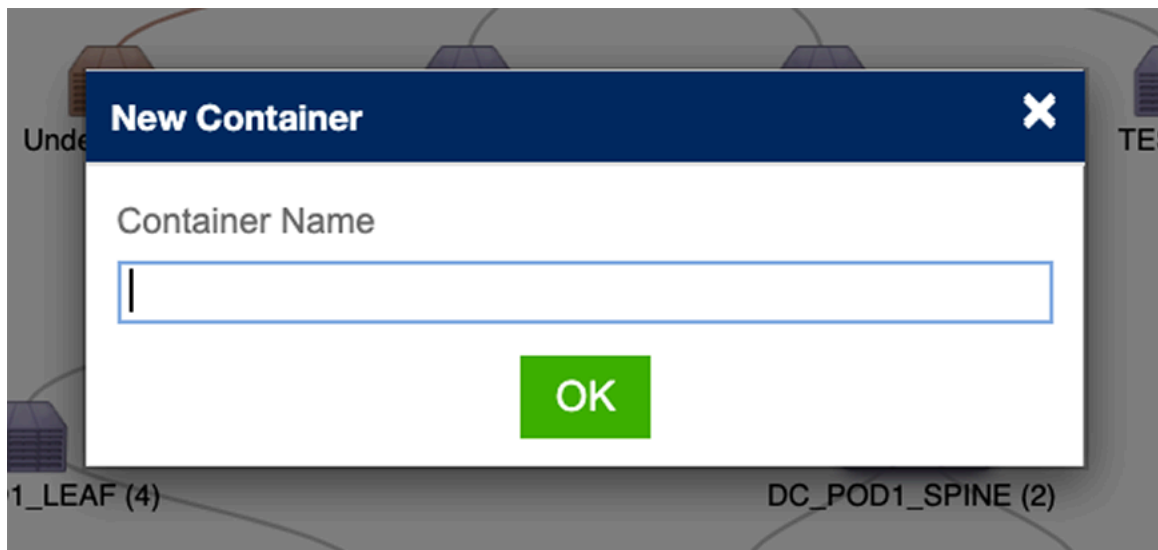 New Container
Unde
TE
Container Name
OK
1_LEAF (4)
DC_POD1_SPINE (2)